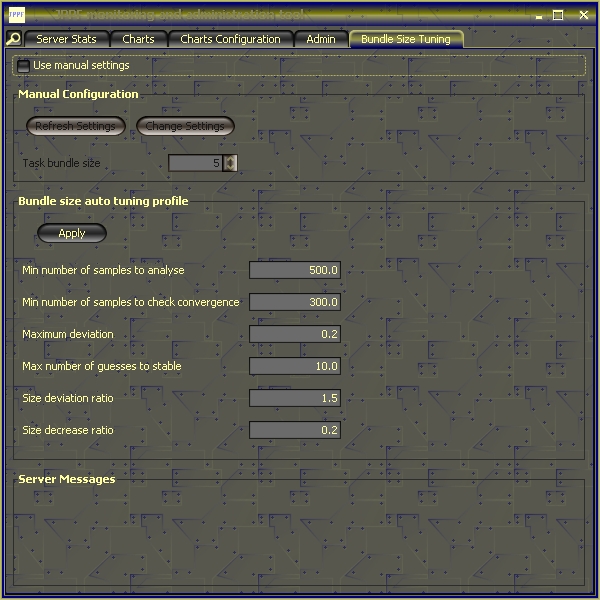 JPPF
JPPF monitoring and administration tool
Server Stats
Charts
Charts Configuration
Admin
Bundle Size Tuning
Use manual settings
Manual Configuration
Refresh Settings
Change Settings
Task bundle size
5
Bundle size auto tuning profile
Apply
Min number of samples to analyse
500.0
Min number of samples to check convergence
300.0
Maximum deviation
0.2
Max number of guesses to stable
10.0
Size deviation ratio
1.5
Size decrease ratio
0.2
Server Messages